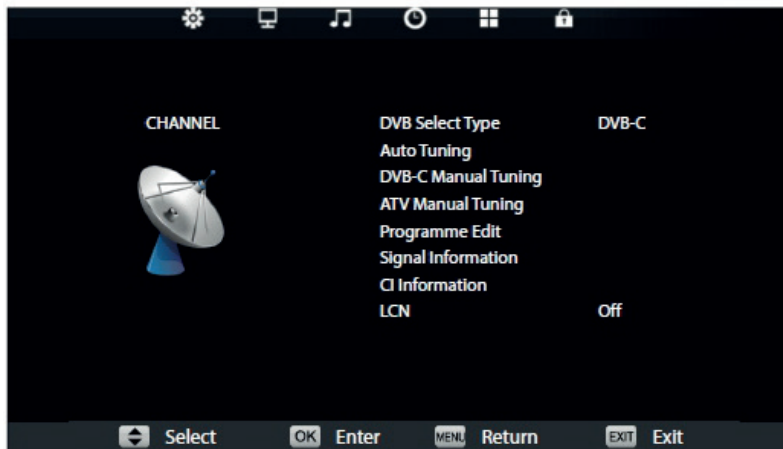 CHANNEL
DVB Select Type DVB-C
Auto Tuning
DVB-C Manual Tuning
ATV Manual Tuning
Programme Edit
Signal Information
CI Information
LCN Off
Select OK Enter MENU Return EXIT Exit